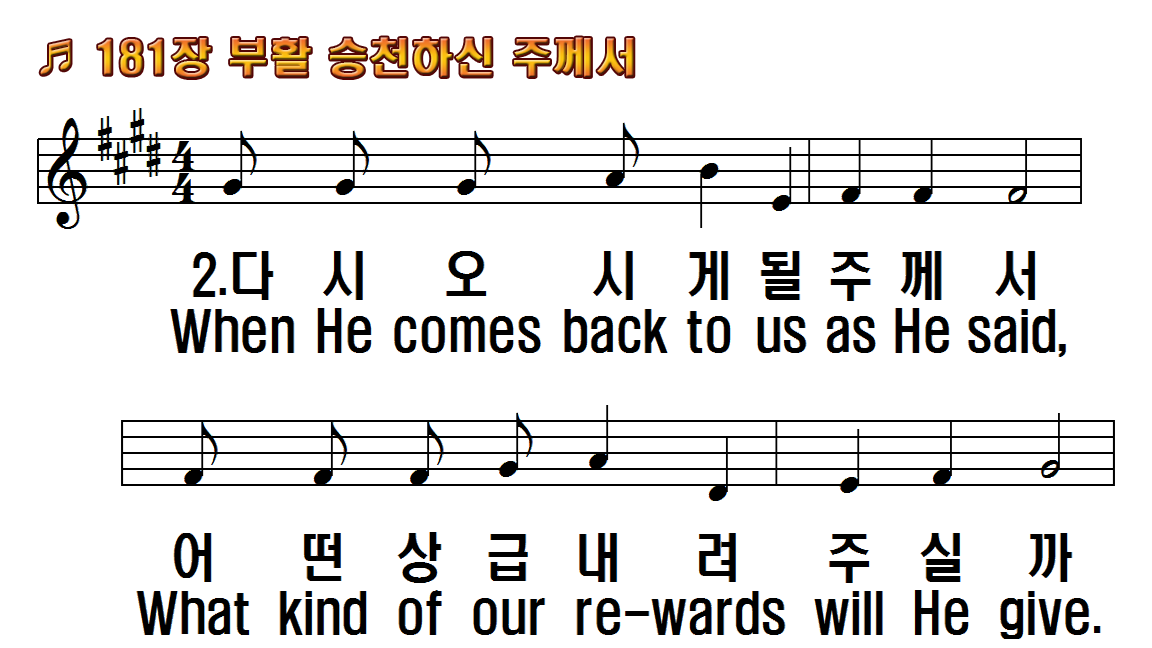 ♬ 181장 부활 승천하신 주께서
4
4
2.다 시 오 시 게 될 주 께 서
When He comes back to us as He said,
어 떤 상 급 내 려 주 실 까
What kind of our re-wards will He give.